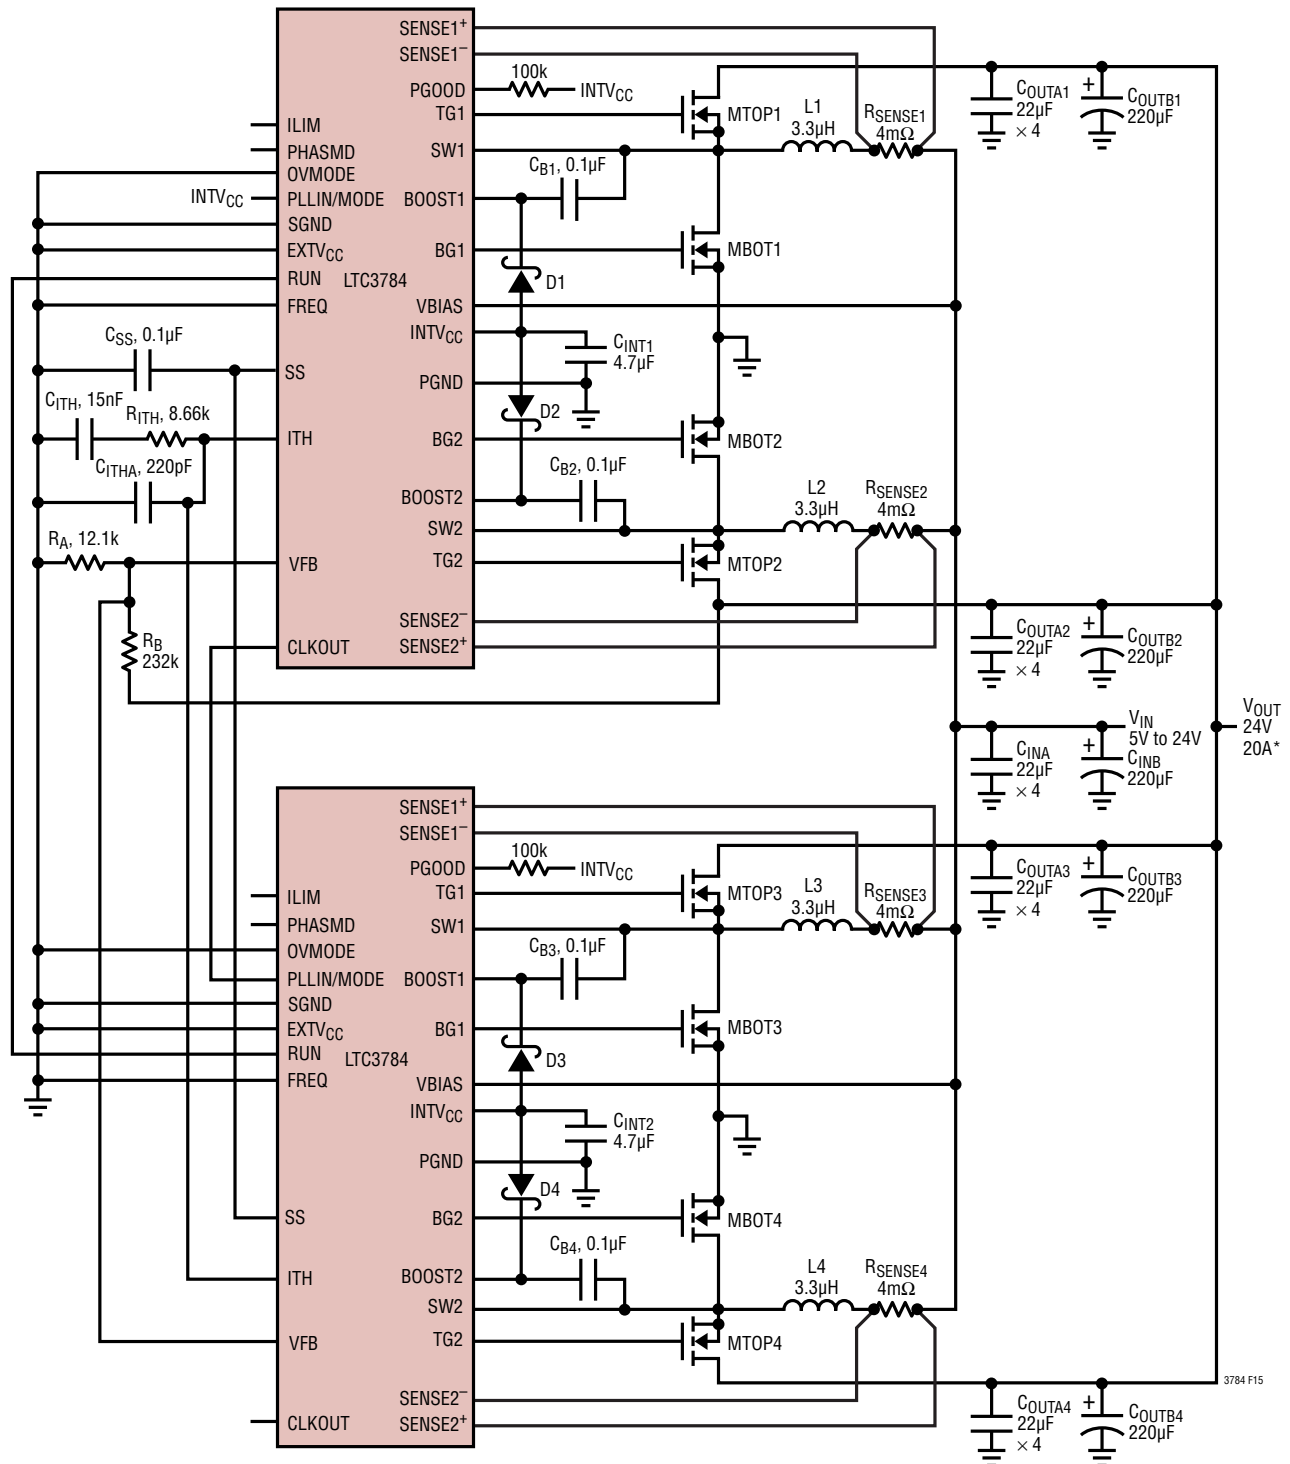 SENSE1+
SENSE1–
PGOOD
100k
INTVCC
TG1
MTOP1
L1
3.3µH
RSENSE1
4mΩ
COUTA1
22µF
× 4
+
COUTB1
220µF
ILIM
PHASMD
OVMODE
INTVCC
PLLIN/MODE
SGND
EXTVCC
RUN
LTC3784
FREQ
SW1
CB1, 0.1µF
BOOST1
BG1
MBOT1
D1
VBIAS
INTVCC
CINT1
4.7µF
PGND
CSS, 0.1µF
SS
CITH, 15nF
RITH, 8.66k
ITH
CITHA, 220pF
D2
BG2
MBOT2
CB2, 0.1µF
BOOST2
SW2
L2
3.3µH
RSENSE2
4mΩ
RA, 12.1k
VFB
TG2
MTOP2
RB
232k
CLKOUT
SENSE2–
SENSE2+
COUTA2
22µF
× 4
+
COUTB2
220µF
VIN
5V to 24V
CINA
22µF
× 4
+
CINB
220µF
VOUT
24V
20A*
SENSE1+
SENSE1–
PGOOD
100k
INTVCC
TG1
MTOP3
L3
3.3µH
RSENSE3
4mΩ
COUTA3
22µF
× 4
+
COUTB3
220µF
ILIM
PHASMD
OVMODE
PLLIN/MODE
SGND
EXTVCC
RUN
LTC3784
FREQ
SW1
CB3, 0.1µF
BOOST1
BG1
MBOT3
D3
VBIAS
INTVCC
CINT2
4.7µF
PGND
D4
SS
BG2
MBOT4
CB4, 0.1µF
ITH
BOOST2
SW2
L4
3.3µH
RSENSE4
4mΩ
VFB
TG2
MTOP4
CLKOUT
SENSE2–
SENSE2+
COUTA4
22µF
× 4
+
COUTB4
220µF
3784 F15